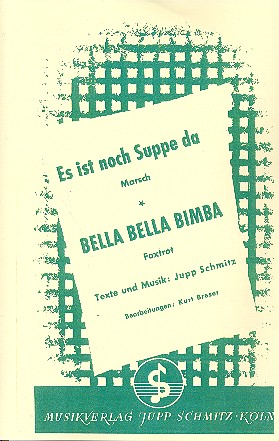 Es ist noch Suppe da
Marsch
*
BELLA BELLA BIMBA
Foxtrot
Texte und Musik: Jupp Schmitz
Bearbeitungen: Kurt Breuer
MUSIKVERLAG JUPP SCHMITZ · KÖLN